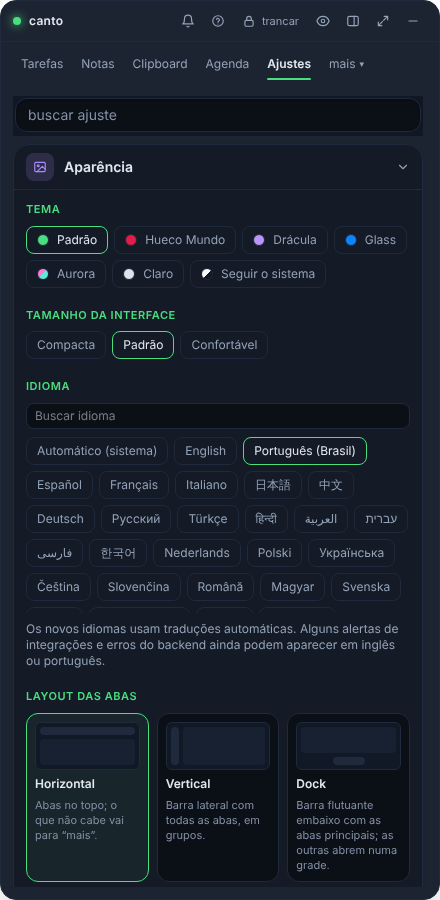 canto
trancar
Tarefas Notas Clipboard Agenda Ajustes mais ▾
buscar ajuste
Aparência
TEMA
Padrão Hueco Mundo Drácula Glass
Aurora Claro Seguir o sistema
TAMANHO DA INTERFACE
Compacta Padrão Confortável
IDIOMA
Buscar idioma
Automático (sistema) English Português (Brasil)
Español Français Italiano 日本語 中文
Deutsch Русский Türkçe हिन्दी العربية עברית
فارسی 한국어 Nederlands Polski Українська
Čeština Slovenčina Română Magyar Svenska
Os novos idiomas usam traduções automáticas. Alguns alertas de
integrações e erros do backend ainda podem aparecer em inglês
ou português.
LAYOUT DAS ABAS
Horizontal
Abas no topo; o
que não cabe vai
para “mais”.
Vertical
Barra lateral com
todas as abas, em
grupos.
Dock
Barra flutuante
embaixo com as
abas principais; as
outras abrem numa
grade.